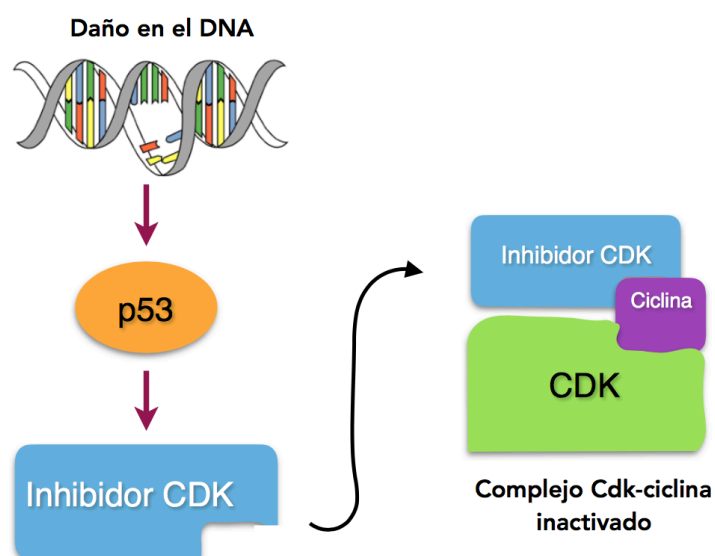 Daño en el DNA
p53
Inhibidor CDK
Inhibidor CDK
Ciclina
CDK
Complejo Cdk-ciclina
inactivado